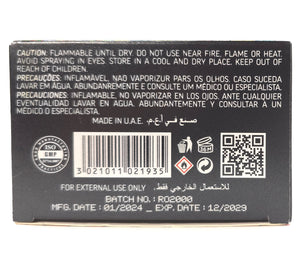 CAUTION: FLAMMABLE UNTIL DRY. DO NOT USE NEAR FIRE, FLAME OR HEAT
AVOID SPRAYING IN EYES. STORE IN A COOL AND DRY PLACE. KEEP OUT OF
REACH OF CHILDREN.
PRECAUÇÕES: INFLAMÁVEL, NAO VAPORIZAR PARS OS OLHOS. CASO SUCEDA
LAVAR EM ÁGUA. ABUNDANREMENTE E CONSULTE UM MÉDICO OU ESPECIALISTA.
PRECAUCIONES: INFLAMABLE, NO VAPORIZAR EN LOS OJOS, ANTE CUALQUIER
EVENTUALIDAD LAVAR EN AGUA, ABUNDANTEMENTE Y CONSULTAR A UN
MÉDICO OU ESPECIALISTA.
MADE IN U.A.E. صنع في أ.ع.م
ISO
GMP
3 021011 021935
FOR EXTERNAL USE ONLY للاستعمال الخارجي فقط
BATCH NO.: RO2000
MFG. DATE : 01/2024 → EXP. 12/2029